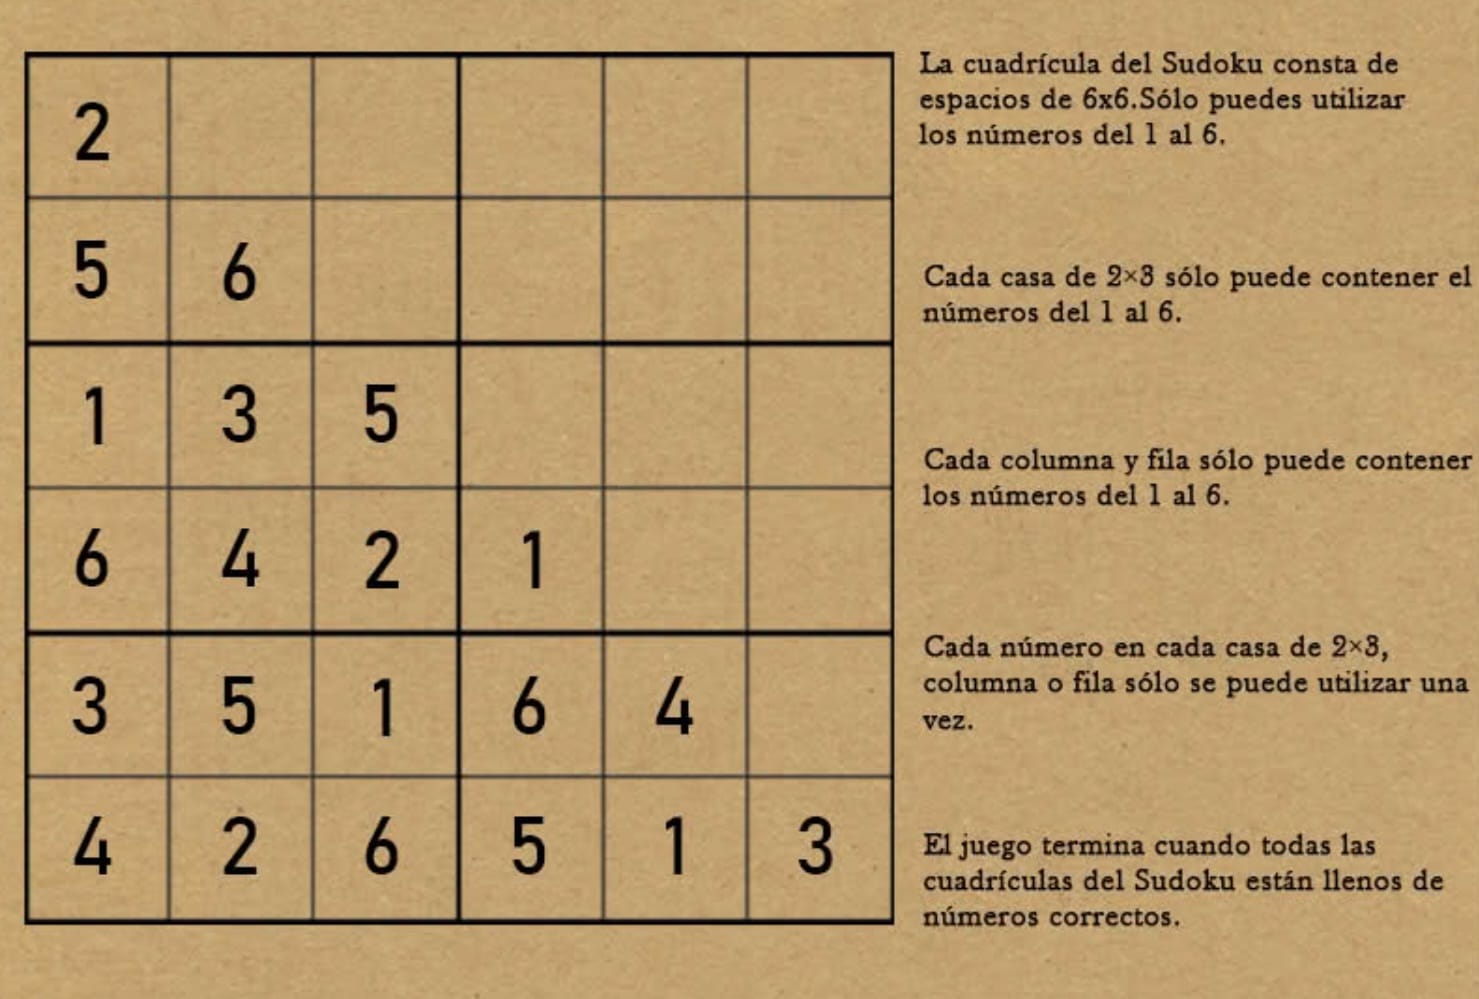 2
5 6
1 3 5
6 4 2 1
3 5 1 6 4
4 2 6 5 1 3
La cuadrícula del Sudoku consta de
espacios de 6x6.Sólo puedes utilizar
los números del 1 al 6.
Cada casa de 2×3 sólo puede contener el
números del 1 al 6.
Cada columna y fila sólo puede contener
los números del 1 al 6.
Cada número en cada casa de 2×3,
columna o fila sólo se puede utilizar una
vez.
El juego termina cuando todas las
cuadrículas del Sudoku están llenos de
números correctos.